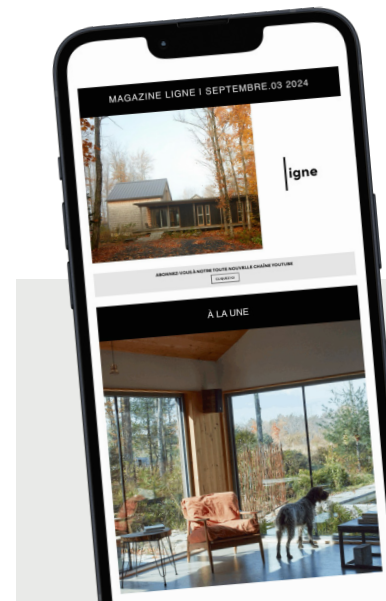 MAGAZINE LIGNE I SEPTEMBRE.03 2024
ligne
ABONNEZ-VOUS À NOTRE TOUTE NOUVELLE CHAÎNE YOUTUBE
À LA UNE